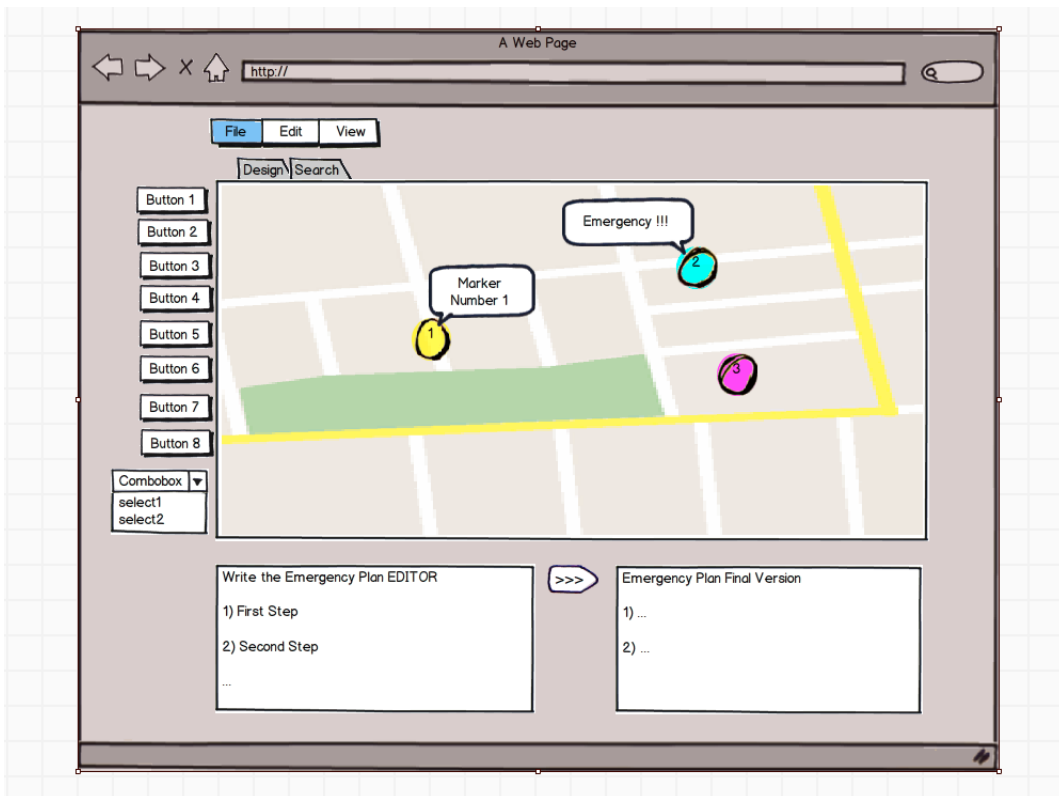 A Web Page
http://
File Edit View
Design Search
Button 1
Button 2
Button 3
Button 4
Button 5
Button 6
Button 7
Button 8
Combobox
select1
select2
Emergency !!!
2
Marker
Number 1
1
3
Write the Emergency Plan EDITOR
1) First Step
2) Second Step
...
>>>
Emergency Plan Final Version
1) ...
2) ...